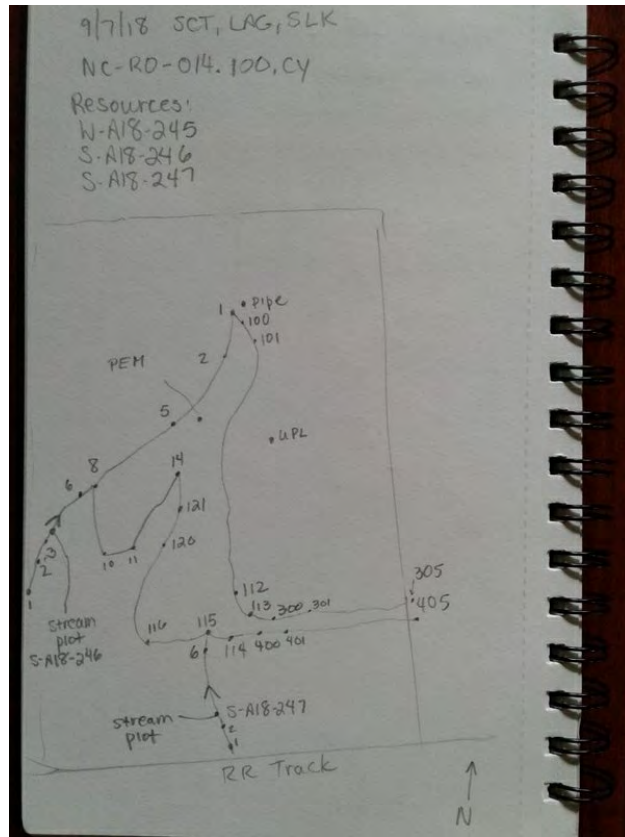 9/7/18 SCT, LAG, SLK
NC-RO-014.100.CY
Resources:
W-A18-245
S-A18-246
S-A18-247
1
Pipe
100
101
2
PEM
5
UPL
8
14
6
121
3
120
2
10
11
1
112
305
113
300
301
405
stream
plot
S-A18-246
116
115
6
114
400
401
stream
plot
S-A18-247
2
1
RR Track
N